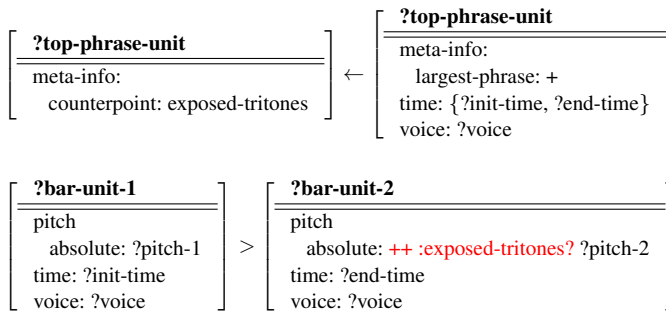 ?top-phrase-unit
meta-info:
counterpoint: exposed-tritones
←
?top-phrase-unit
meta-info:
largest-phrase: +
time: {?init-time, ?end-time}
voice: ?voice
?bar-unit-1
pitch
absolute: ?pitch-1
time: ?init-time
voice: ?voice
>
?bar-unit-2
pitch
absolute: ++ :exposed-tritones? ?pitch-2
time: ?end-time
voice: ?voice